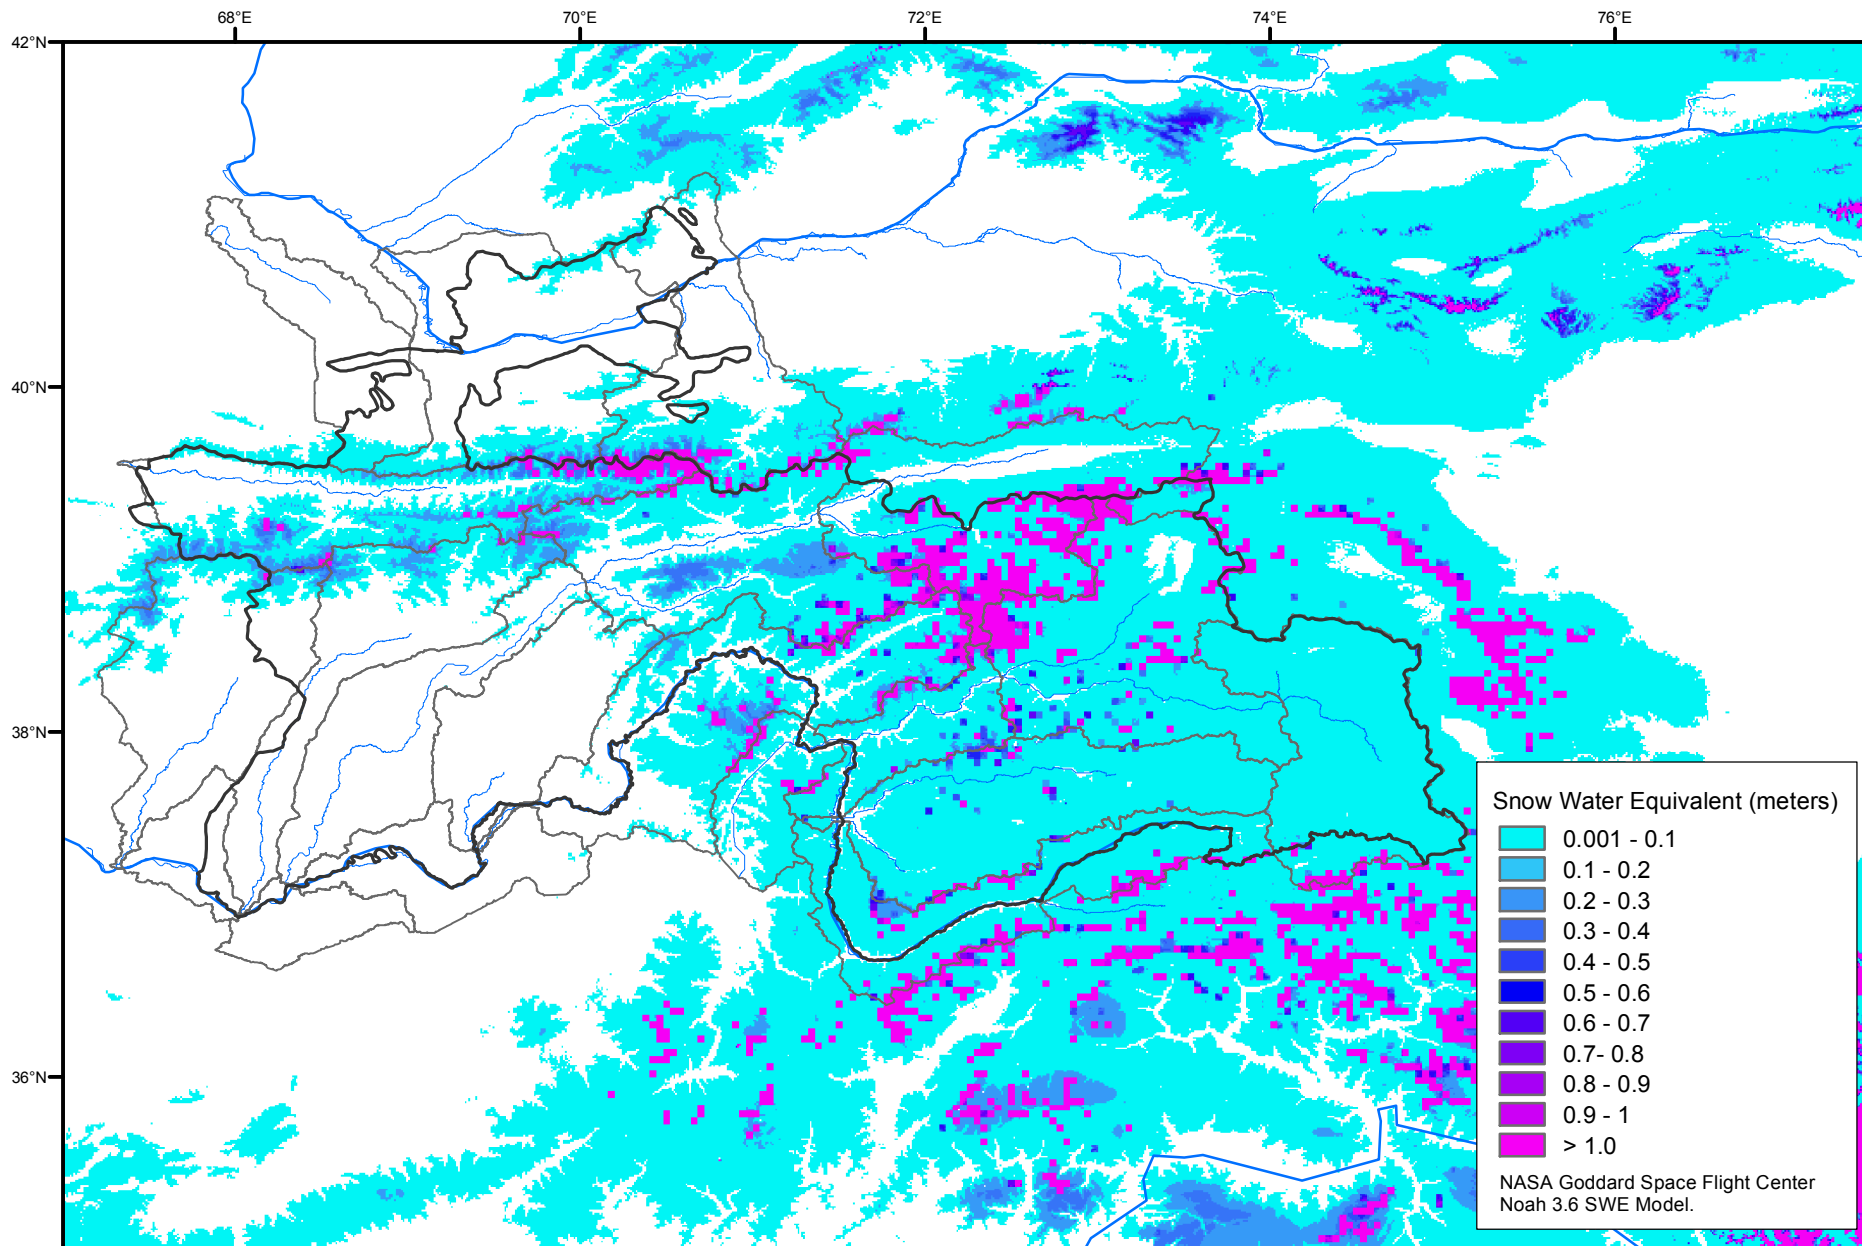 68°E
70°E
72°E
74°E
76°E
42°N
40°N
38°N
36°N
Snow Water Equivalent (meters)
0.001 - 0.1
0.1 - 0.2
0.2 - 0.3
0.3 - 0.4
0.4 - 0.5
0.5 - 0.6
0.6 - 0.7
0.7- 0.8
0.8 - 0.9
0.9 - 1
> 1.0
NASA Goddard Space Flight Center
Noah 3.6 SWE Model.